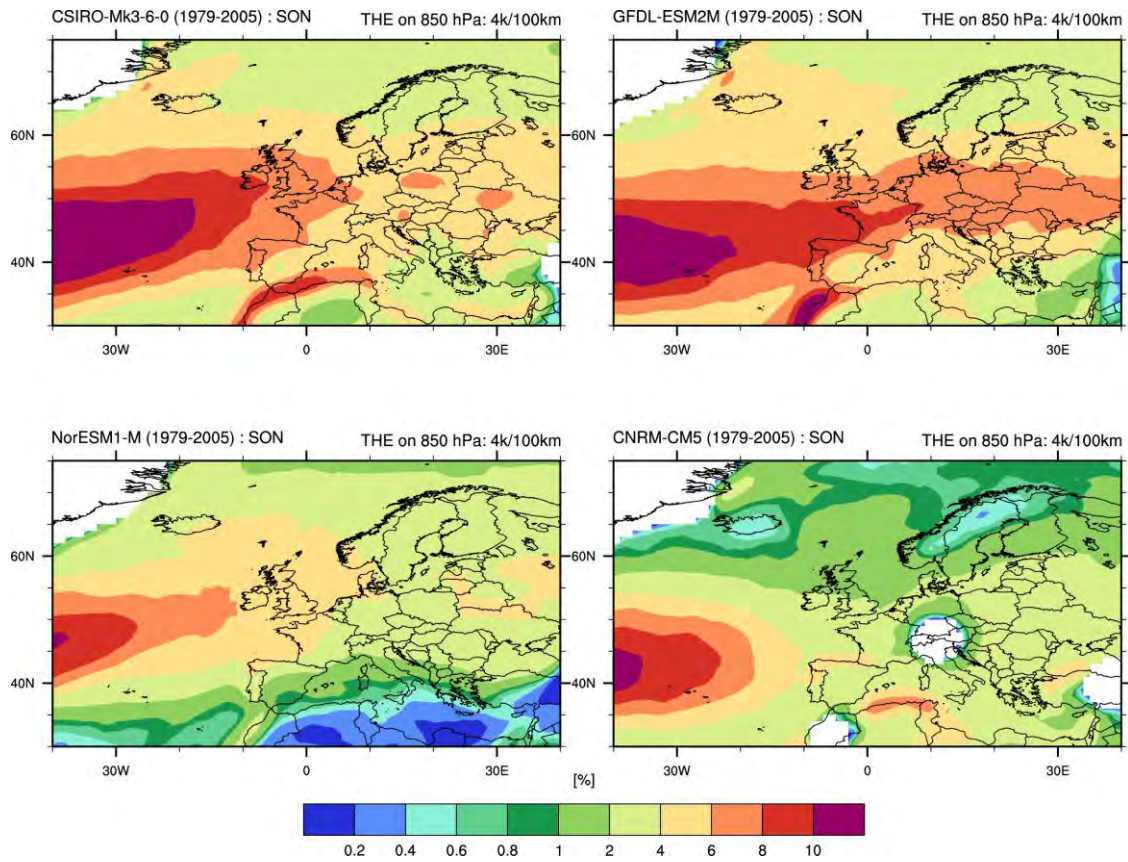 CSIRO-Mk3-6-0 (1979-2005) : SON THE on 850 hPa: 4k/100km
GFDL-ESM2M (1979-2005) : SON THE on 850 hPa: 4k/100km
60N
40N
30W 0 30E
30W 0 30E
NorESM1-M (1979-2005) : SON THE on 850 hPa: 4k/100km
CNRM-CM5 (1979-2005) : SON THE on 850 hPa: 4k/100km
60N
40N
60N
40N
60N
40N
30W 0 30E
30W 0 30E
[%]
0.2 0.4 0.6 0.8 1 2 4 6 8 10